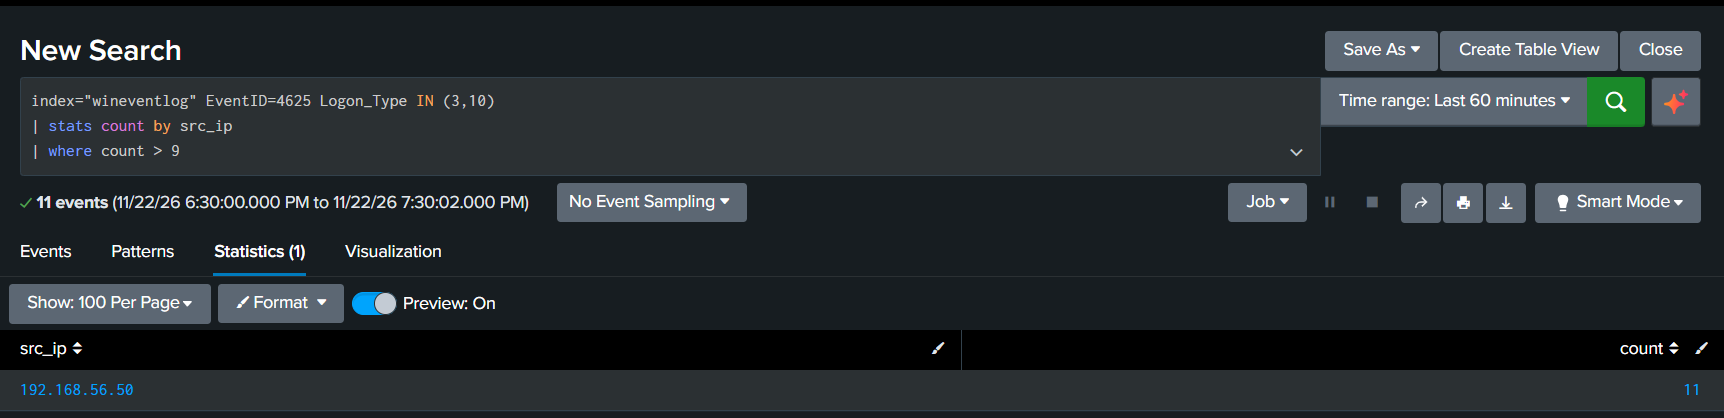 New Search
Save As
Create Table View
Close
index="wineventlog" EventID=4625 Logon_Type IN (3,10)
| stats count by src_ip
| where count > 9
Time range: Last 60 minutes
11 events (11/22/26 6:30:00.000 PM to 11/22/26 7:30:02.000 PM)
No Event Sampling
Job
Smart Mode
Events
Patterns
Statistics (1)
Visualization
Show: 100 Per Page
Format
Preview: On
src_ip
count
192.168.56.50
11